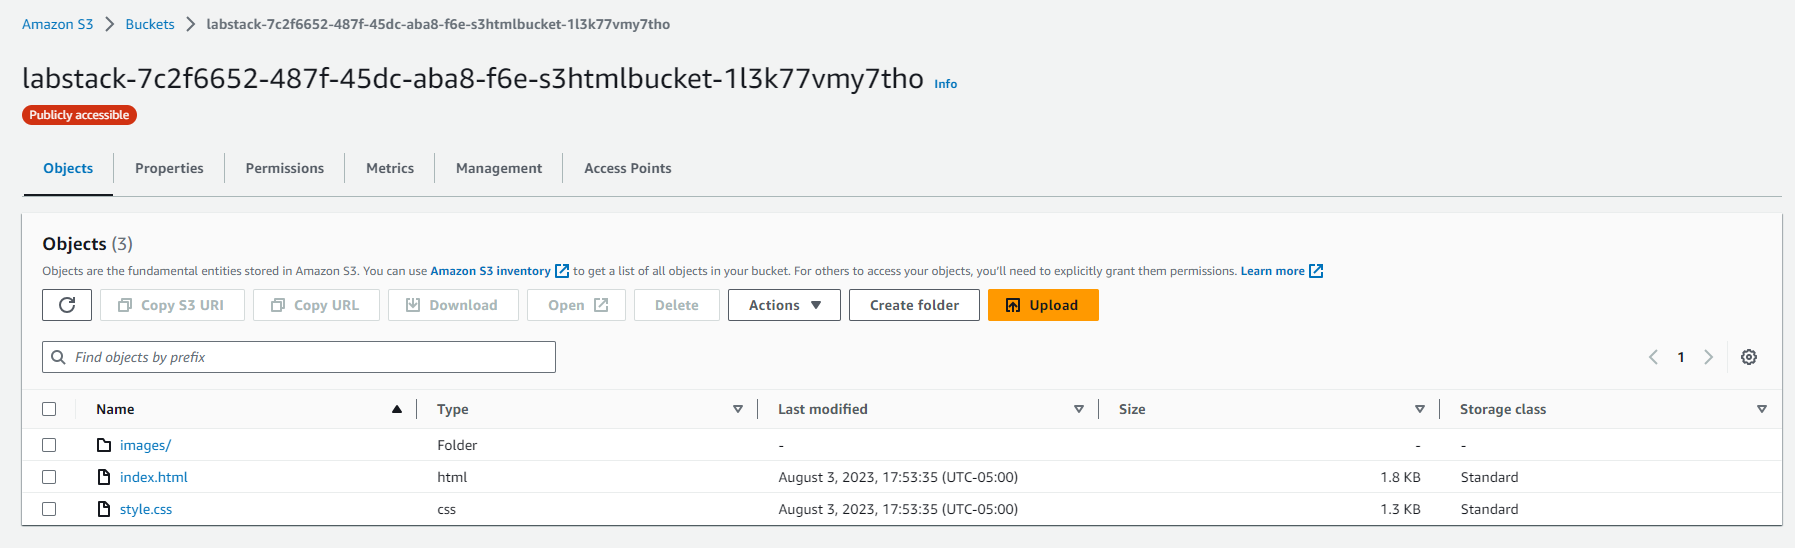 Amazon S3 > Buckets > labstack-7c2f6652-487f-45dc-aba8-f6e-s3htmlbucket-1l3k77vmy7tho
labstack-7c2f6652-487f-45dc-aba8-f6e-s3htmlbucket-1l3k77vmy7tho Info
Publicly accessible
Objects Properties Permissions Metrics Management Access Points
Objects (3)
Objects are the fundamental entities stored in Amazon S3. You can use Amazon S3 inventory to get a list of all objects in your bucket. For others to access your objects, you'll need to explicitly grant them permissions. Learn more
Copy S3 URI Copy URL Download Open Delete Actions Create folder Upload
Find objects by prefix 1
Name Type Last modified Size Storage class
images/ Folder - - -
index.html html August 3, 2023, 17:53:35 (UTC-05:00) 1.8 KB Standard
style.css css August 3, 2023, 17:53:35 (UTC-05:00) 1.3 KB Standard